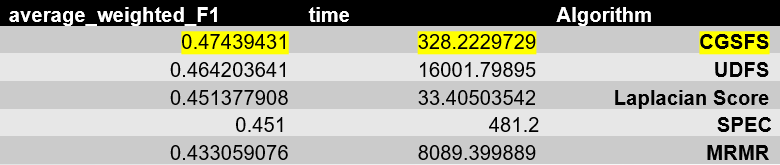 average_weighted_F1 time Algorithm
0.47439431 328.2229729 CGSFS
0.464203641 16001.79895 UDFS
0.451377908 33.40503542 Laplacian Score
0.451 481.2 SPEC
0.433059076 8089.399889 MRMR